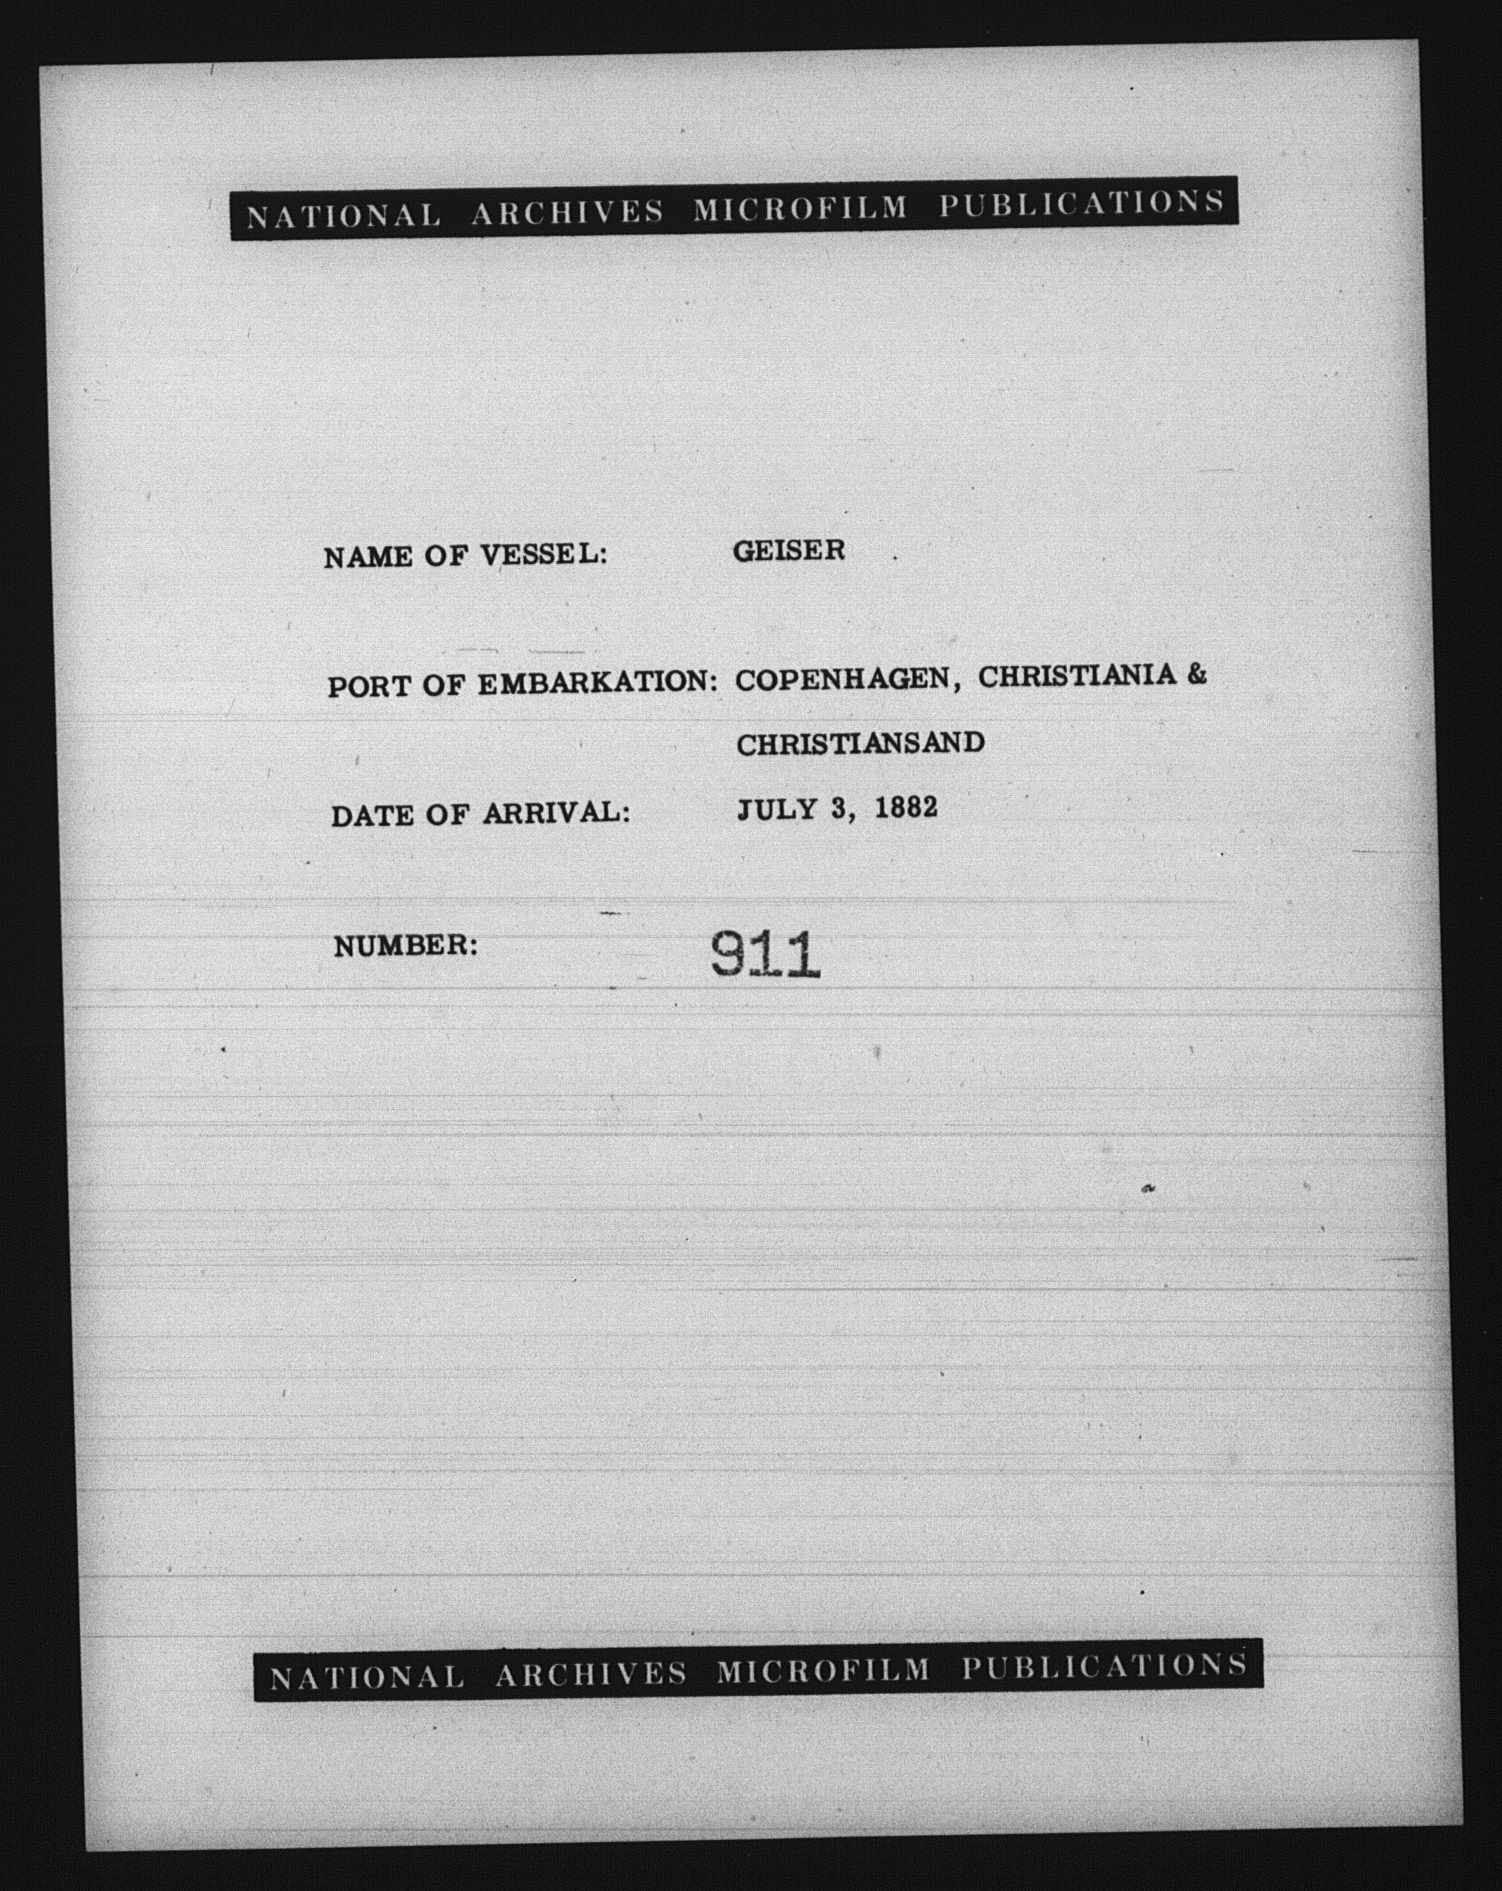 NATIONAL ARCHIVES MICROFILM PUBLICATIONS
NAME OF VESSEL: GEISER
PORT OF EMBARKATION: COPENHAGEN, CHRISTIANIA &
CHRISTIANSAND
DATE OF ARRIVAL: JULY 3, 1882
NUMBER: 911
NATIONAL ARCHIVES MICROFILM PUBLICATIONS